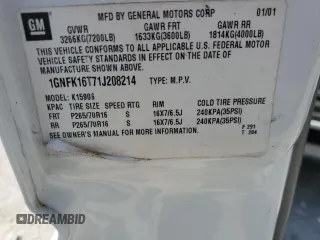 GM
MFD BY GENERAL MOTORS CORP 01/01
GVWR GAWR FRT GAWR RR
3266KG(7200LB) 1633KG(3600LB) 1814KG(4000LB)
THIS VEHICLE CONFORMS TO ALL APPLICABLE U.S. FEDERAL MOTOR
VEHICLE SAFETY STANDARDS IN EFFECT ON THE DATE OF
MANUFACTURE SHOWN ABOVE.
1GNFK16T71J208214 TYPE: M.P.V.
MODEL: K15906
KPAC TIRE SIZE SPEED RTG RIM COLD TIRE PRESSURE
FRT P265/70R16 S 16X7/6.5J 240KPA(35PSI)
RR P265/70R16 S 16X7/6.5J 240KPA(35PSI)
SEE OWNER'S MANUAL FOR ADDITIONAL INFORMATION
F 291
T 204
DREAMBID